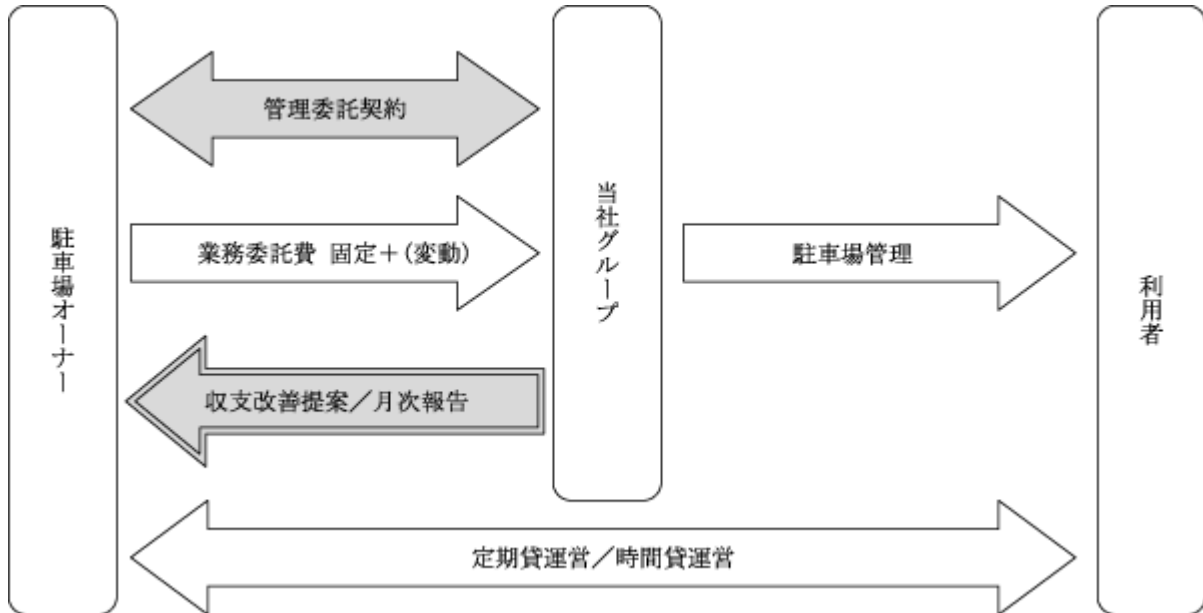 駐車場オーナー
管理委託契約
業務委託費 固定＋(変動)
収支改善提案／月次報告
当社グループ
駐車場管理
利用者
定期貸運営／時間貸運営